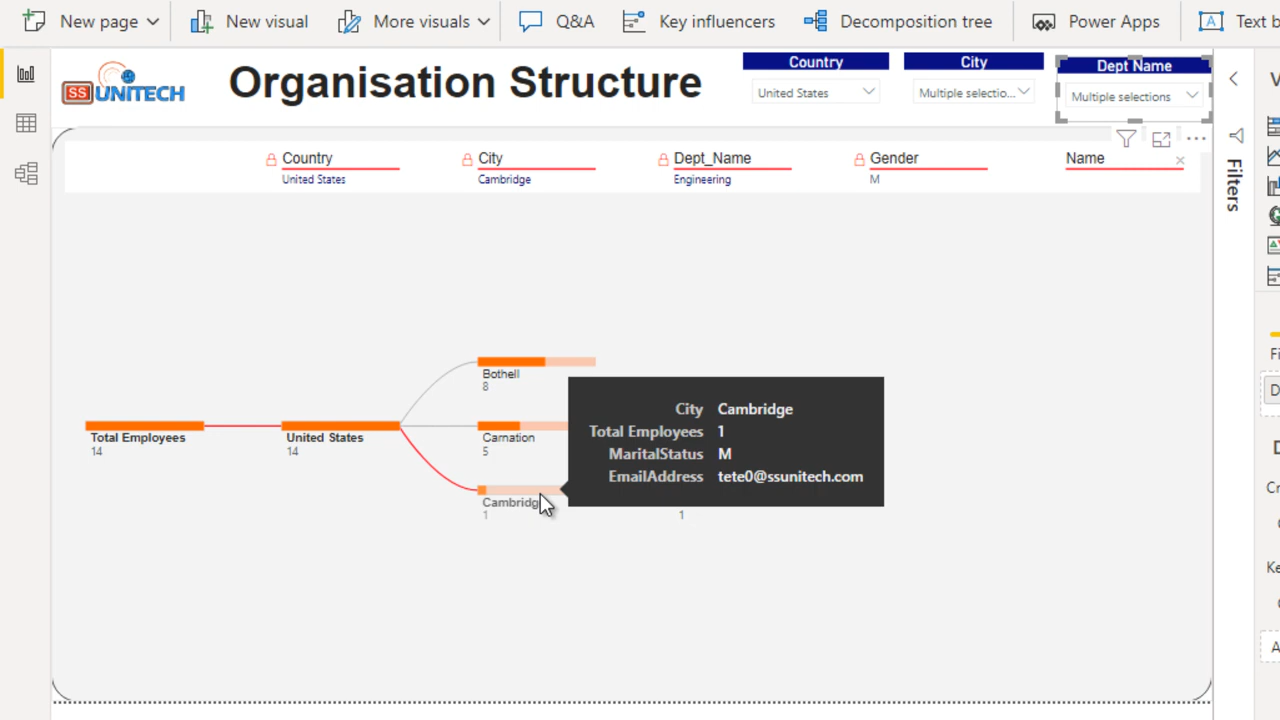 New page
New visual
More visuals
Q&A
Key influencers
Decomposition tree
Power Apps
Text
SS UNITECH
Organisation Structure
Country
United States
City
Multiple selectio...
Dept Name
Multiple selections
Filters
Country
United States
City
Cambridge
Dept_Name
Engineering
Gender
M
Name
Total Employees
14
United States
14
Bothell
8
Carnation
5
Cambridg
1
1
City Cambridge
Total Employees 1
MaritalStatus M
EmailAddress tete0@ssunitech.com